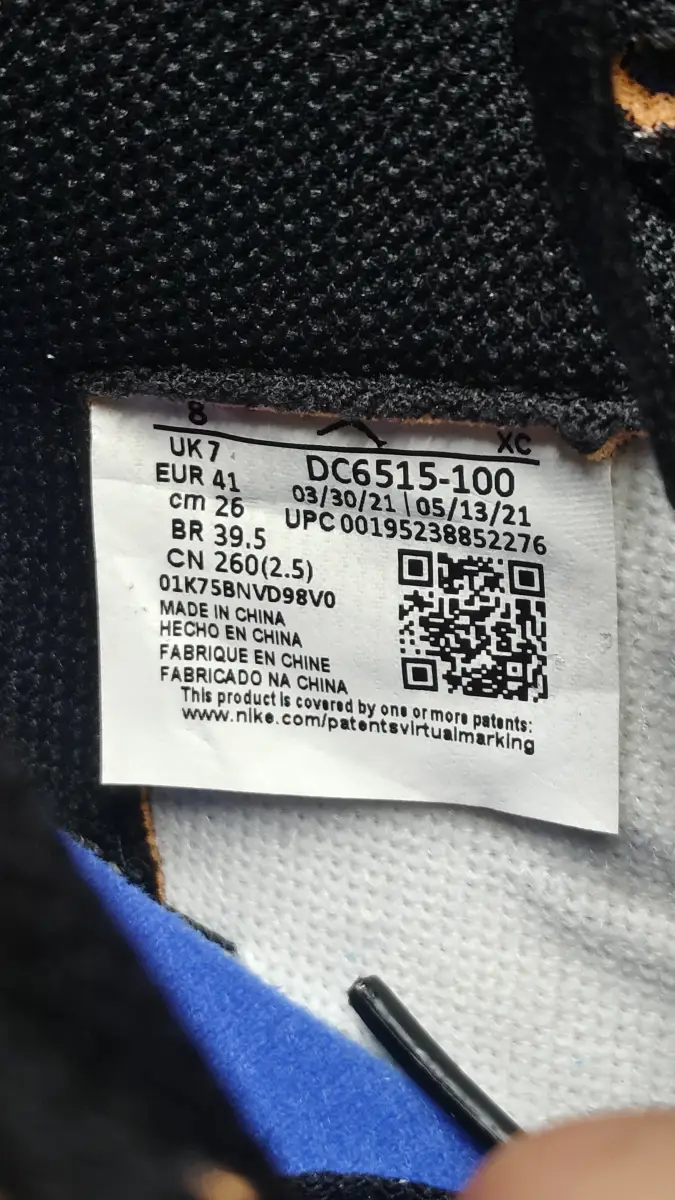 8 XC
UK 7
EUR 41
cm 26
BR 39.5
CN 260(2.5)
DC6515-100
03/30/21 | 05/13/21
UPC 00195238852276
01K75BNVD98V0
MADE IN CHINA
HECHO EN CHINA
FABRIQUE EN CHINE
FABRICADO NA CHINA
This product is covered by one or more patents:
www.nike.com/patentsvirtualmarking